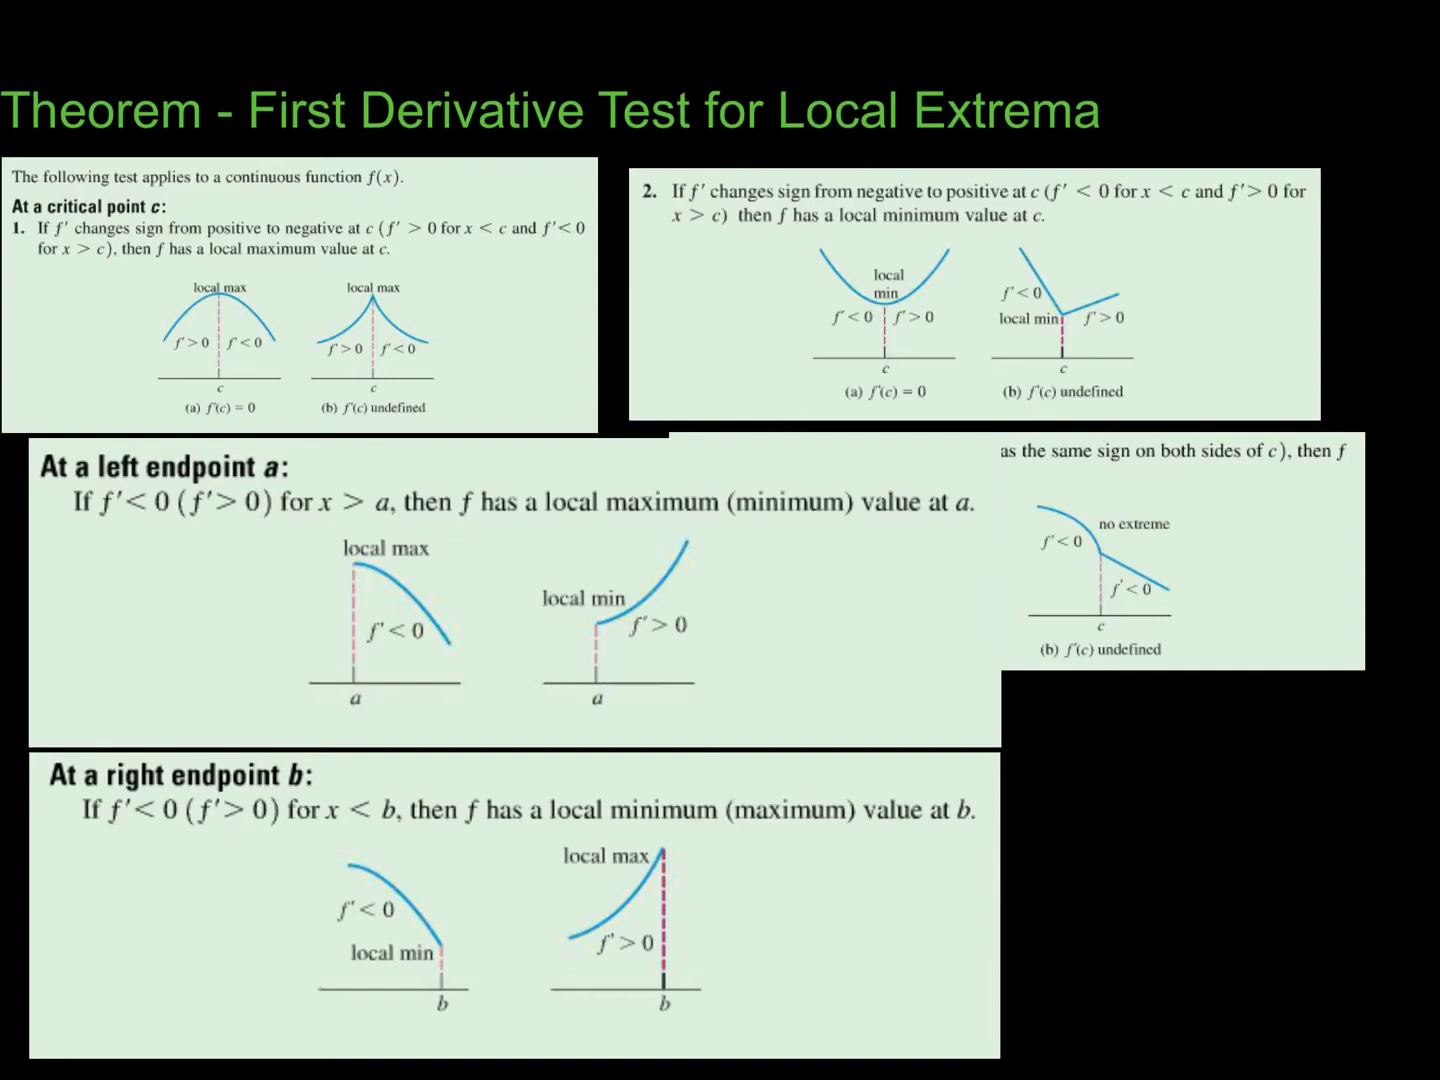 Theorem - First Derivative Test for Local Extrema
The following test applies to a continuous function f(x).
At a critical point c:
1. If f' changes sign from positive to negative at c (f' > 0 for x < c and f' < 0
for x > c), then f has a local maximum value at c.
local max
f' > 0
f' < 0
c
(a) f'(c) = 0
local max
f' > 0
f' < 0
c
(b) f'(c) undefined
2. If f' changes sign from negative to positive at c (f' < 0 for x < c and f' > 0 for
x > c) then f has a local minimum value at c.
local
min
f' < 0
f' > 0
c
(a) f'(c) = 0
f' < 0
local min
f' > 0
c
(b) f'(c) undefined
as the same sign on both sides of c), then f
no extreme
f' < 0
f' < 0
c
(b) f'(c) undefined
At a left endpoint a:
If f' < 0 (f' > 0) for x > a, then f has a local maximum (minimum) value at a.
local max
f' < 0
a
local min
f' > 0
a
At a right endpoint b:
If f' < 0 (f' > 0) for x < b, then f has a local minimum (maximum) value at b.
f' < 0
local min
b
local max
f' > 0
b